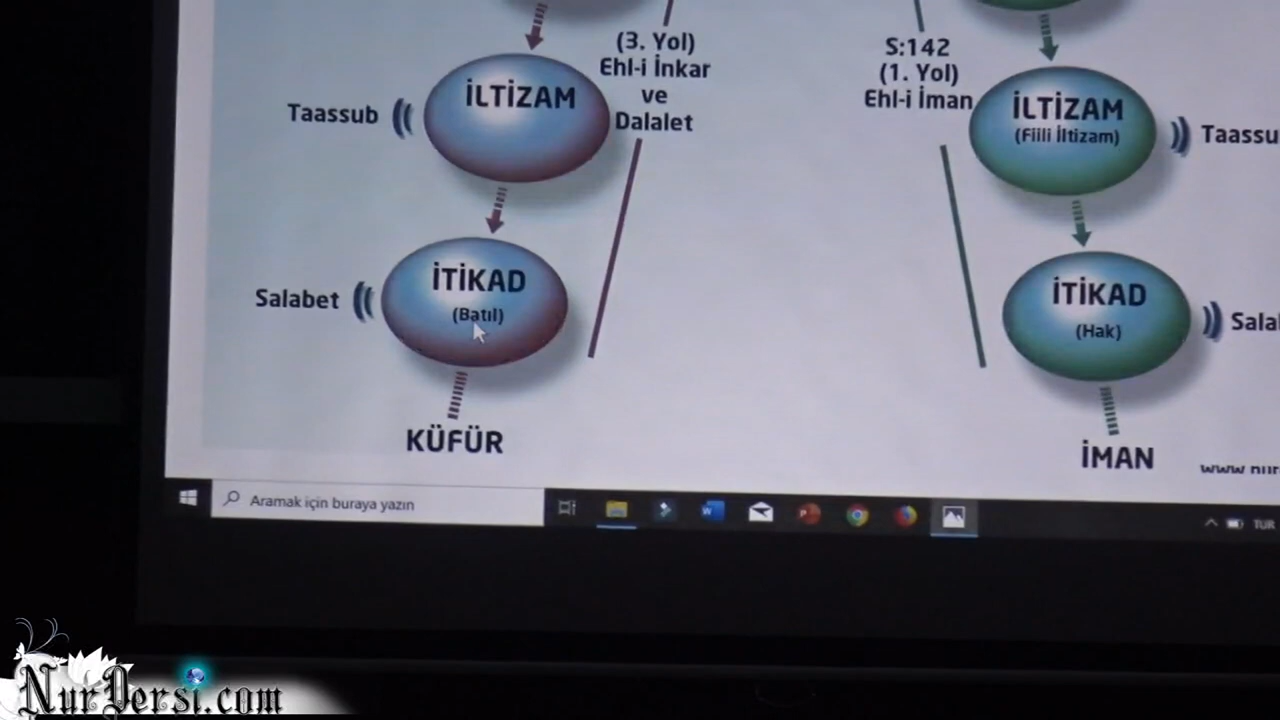 (3. Yol)
Ehl-i İnkar
ve
Dalalet
İLTİZAM
Taassub
İTİKAD
(Batıl)
Salabet
KÜFÜR
S:142
(1. Yol)
Ehl-i İman
İLTİZAM
(Fiili İltizam)
Taassu
İTİKAD
(Hak)
Sala
İMAN
Aramak için buraya yazın
TUR
NurDersi.com